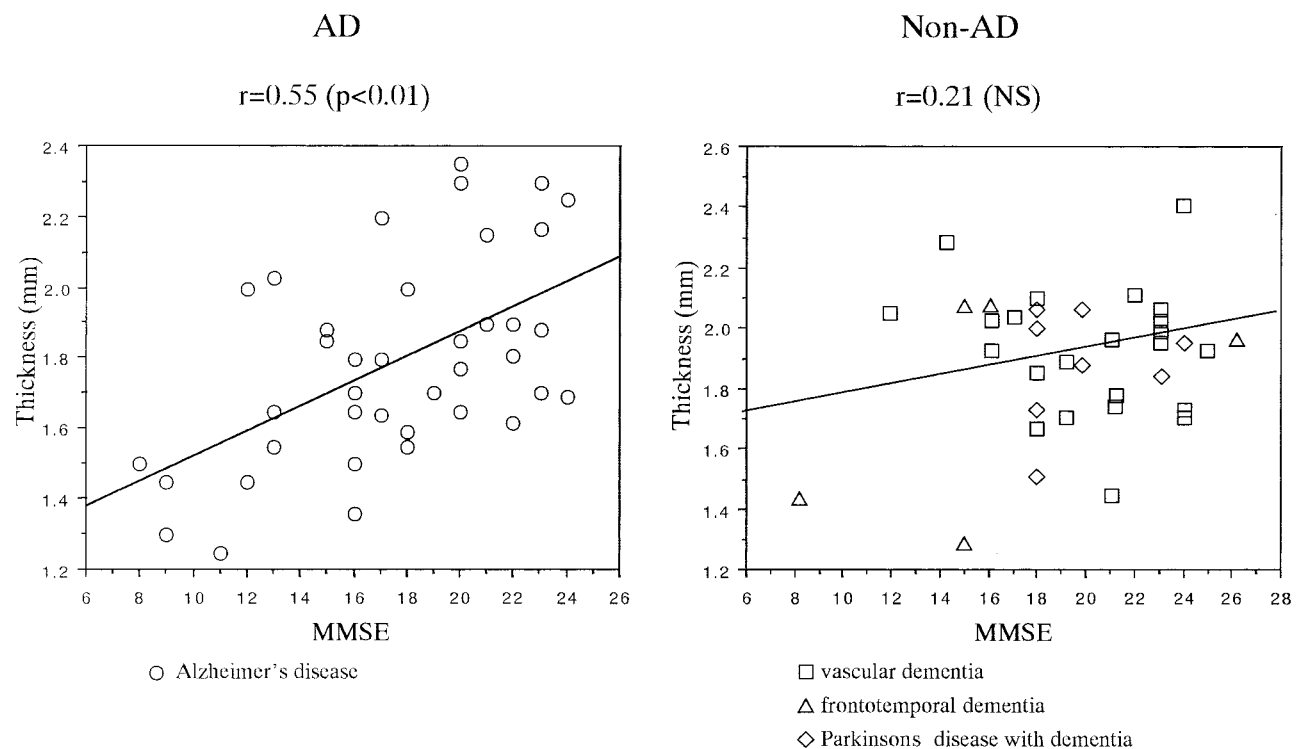 AD
r=0.55 (p<0.01)
Thickness (mm)
2.4
2.2
2.0
1.8
1.6
1.4
1.2
6 8 10 12 14 16 18 20 22 24 26
MMSE
Alzheimer's disease
Non-AD
r=0.21 (NS)
Thickness (mm)
2.6
2.4
2.2
2.0
1.8
1.6
1.4
1.2
6 8 10 12 14 16 18 20 22 24 26 28
MMSE
vascular dementia
frontotemporal dementia
Parkinsons disease with dementia